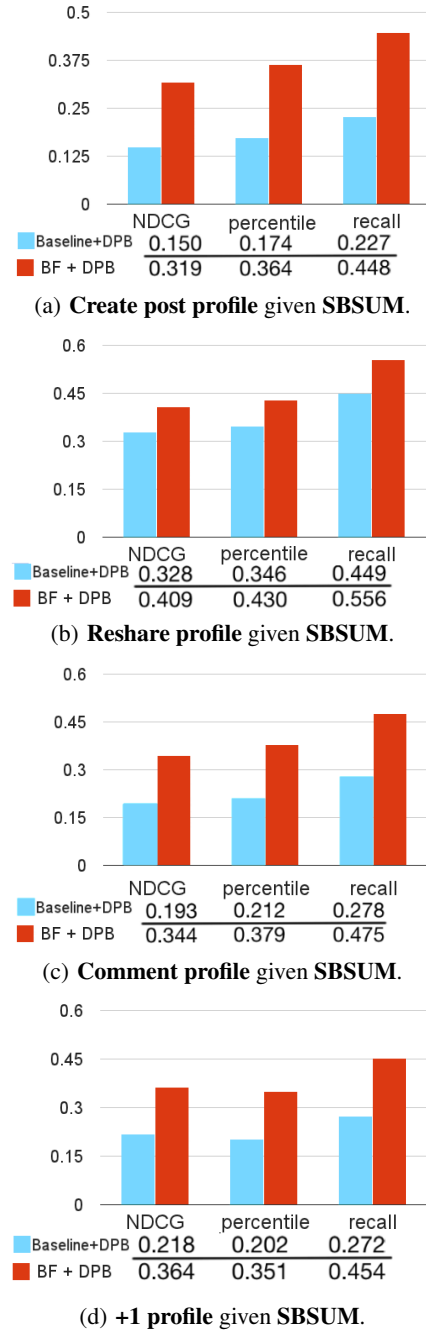 0.5
0.375
0.25
0.125
0
NDCG percentile recall
Baseline+DPB 0.150 0.174 0.227
BF + DPB 0.319 0.364 0.448
(a) Create post profile given SBSUM.
0.6
0.45
0.3
0.15
0
NDCG percentile recall
Baseline+DPB 0.328 0.346 0.449
BF + DPB 0.409 0.430 0.556
(b) Reshare profile given SBSUM.
0.6
0.45
0.3
0.15
0
NDCG percentile recall
Baseline+DPB 0.193 0.212 0.278
BF + DPB 0.344 0.379 0.475
(c) Comment profile given SBSUM.
0.6
0.45
0.3
0.15
0
NDCG percentile recall
Baseline+DPB 0.218 0.202 0.272
BF + DPB 0.364 0.351 0.454
(d) +1 profile given SBSUM.